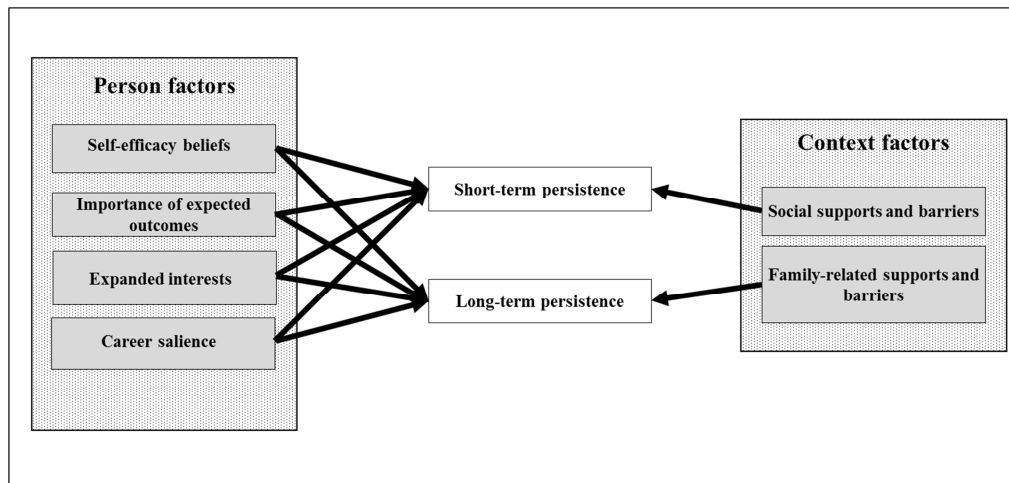 Person factors
Self-efficacy beliefs
Importance of expected
outcomes
Expanded interests
Career salience
Short-term persistence
Long-term persistence
Context factors
Social supports and barriers
Family-related supports and
barriers